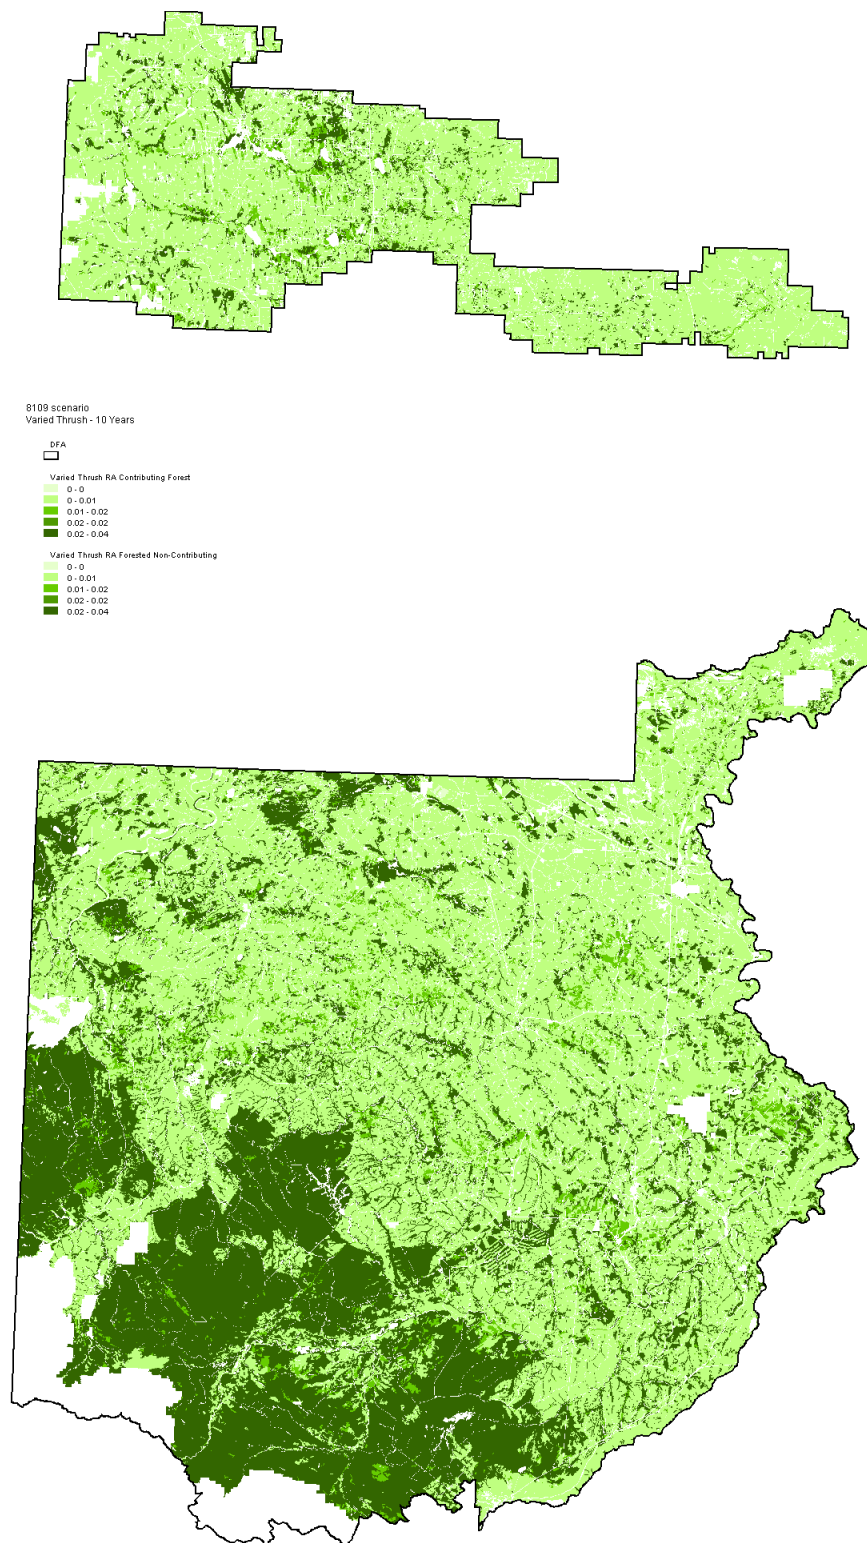 8109 scenario
Varied Thrush - 10 Years
DFA
Varied Thrush RA Contributing Forest
0 - 0
0 - 0.01
0.01 - 0.02
0.02 - 0.02
0.02 - 0.04
Varied Thrush RA Forested Non-Contributing
0 - 0
0 - 0.01
0.01 - 0.02
0.02 - 0.02
0.02 - 0.04